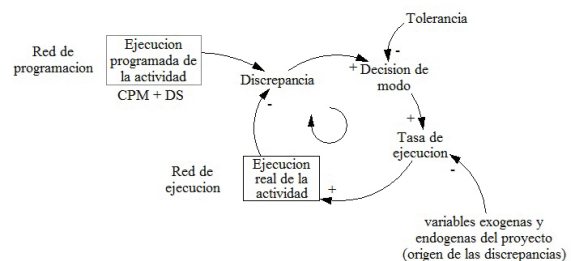 Tolerancia
Red de
programacion
Ejecucion
programada de
la actividad
CPM + DS
-
Discrepancia
+
Decision de
modo
-
+
Tasa de
ejecucion
Red de
ejecucion
Ejecucion
real de la
actividad
+
-
variables exogenas y
endogenas del proyecto
(origen de las discrepancias)